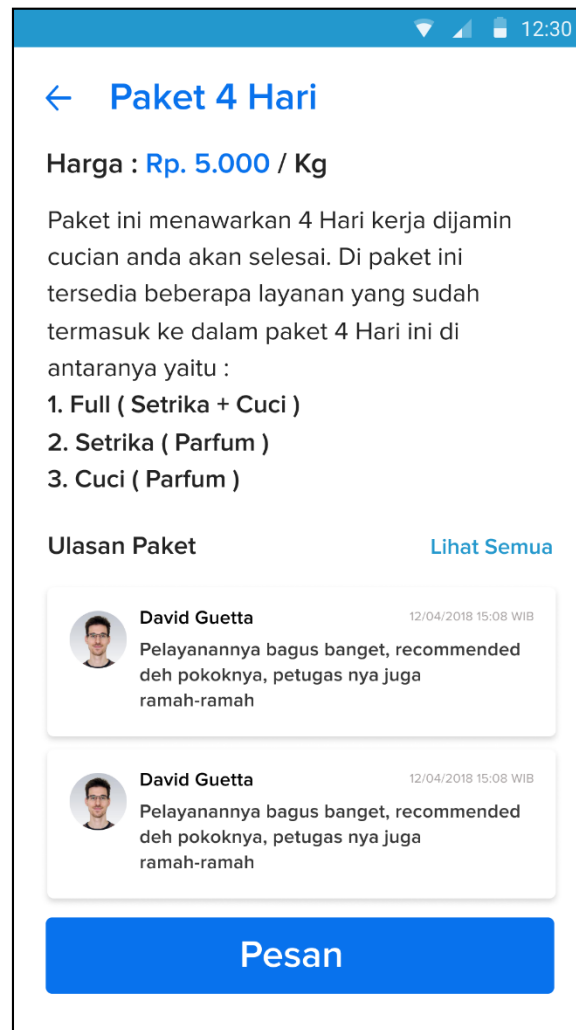 12:30
Paket 4 Hari
Harga : Rp. 5.000 / Kg
Paket ini menawarkan 4 Hari kerja dijamin
cucian anda akan selesai. Di paket ini
tersedia beberapa layanan yang sudah
termasuk ke dalam paket 4 Hari ini di
antaranya yaitu :
1. Full ( Setrika + Cuci )
2. Setrika ( Parfum )
3. Cuci ( Parfum )
Ulasan Paket Lihat Semua
David Guetta 12/04/2018 15:08 WIB
Pelayanannya bagus banget, recommended
deh pokoknya, petugas nya juga
ramah-ramah
David Guetta 12/04/2018 15:08 WIB
Pelayanannya bagus banget, recommended
deh pokoknya, petugas nya juga
ramah-ramah
Pesan